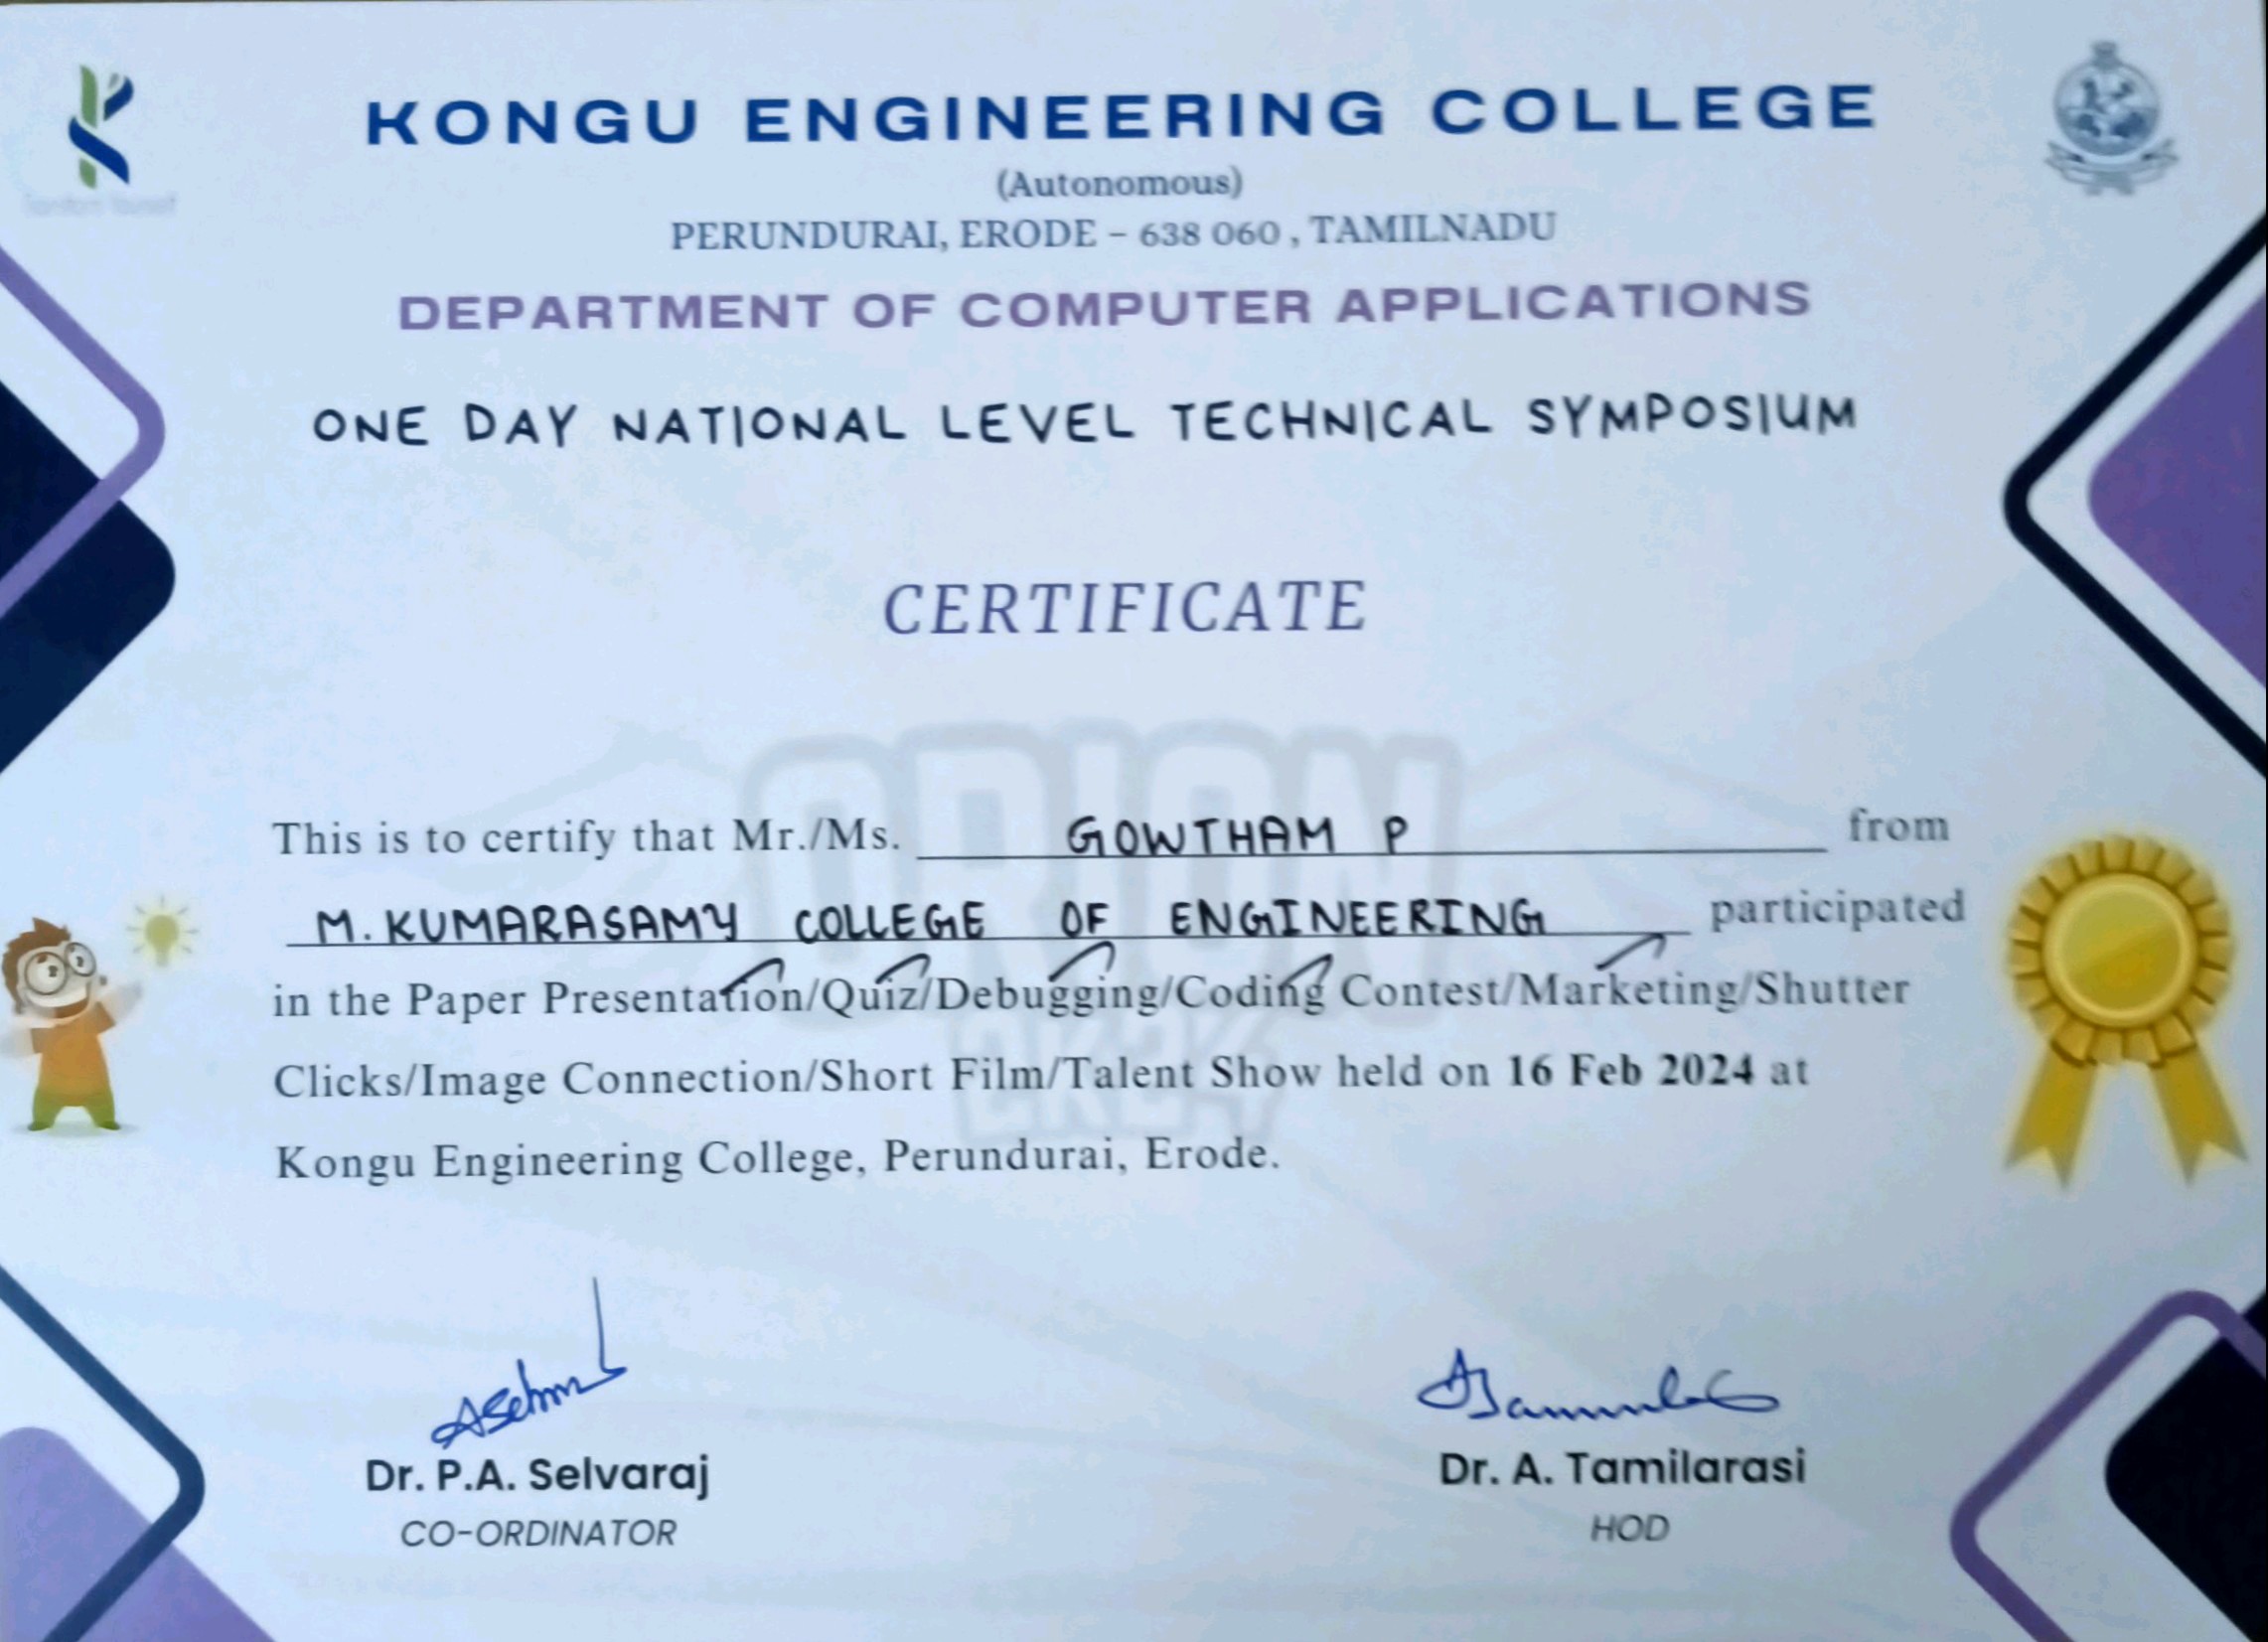 KONGU ENGINEERING COLLEGE
(Autonomous)
PERUNDURAI, ERODE – 638 060 , TAMILNADU
DEPARTMENT OF COMPUTER APPLICATIONS
ONE DAY NATIONAL LEVEL TECHNICAL SYMPOSIUM
CERTIFICATE
ORION
2K24
This is to certify that Mr./Ms. GOWTHAM P from
M. KUMARASAMY COLLEGE OF ENGINEERING participated
in the Paper Presentation/Quiz/Debugging/Coding Contest/Marketing/Shutter
Clicks/Image Connection/Short Film/Talent Show held on 16 Feb 2024 at
Kongu Engineering College, Perundurai, Erode.
Dr. P.A. Selvaraj
CO-ORDINATOR
Dr. A. Tamilarasi
HOD